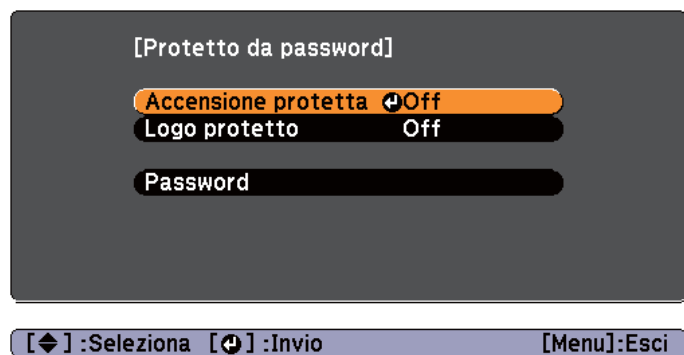 [Protetto da password]
Accensione protetta Off
Logo protetto Off
Password
[ ] :Seleziona [ ] :Invio [Menu]:Esci